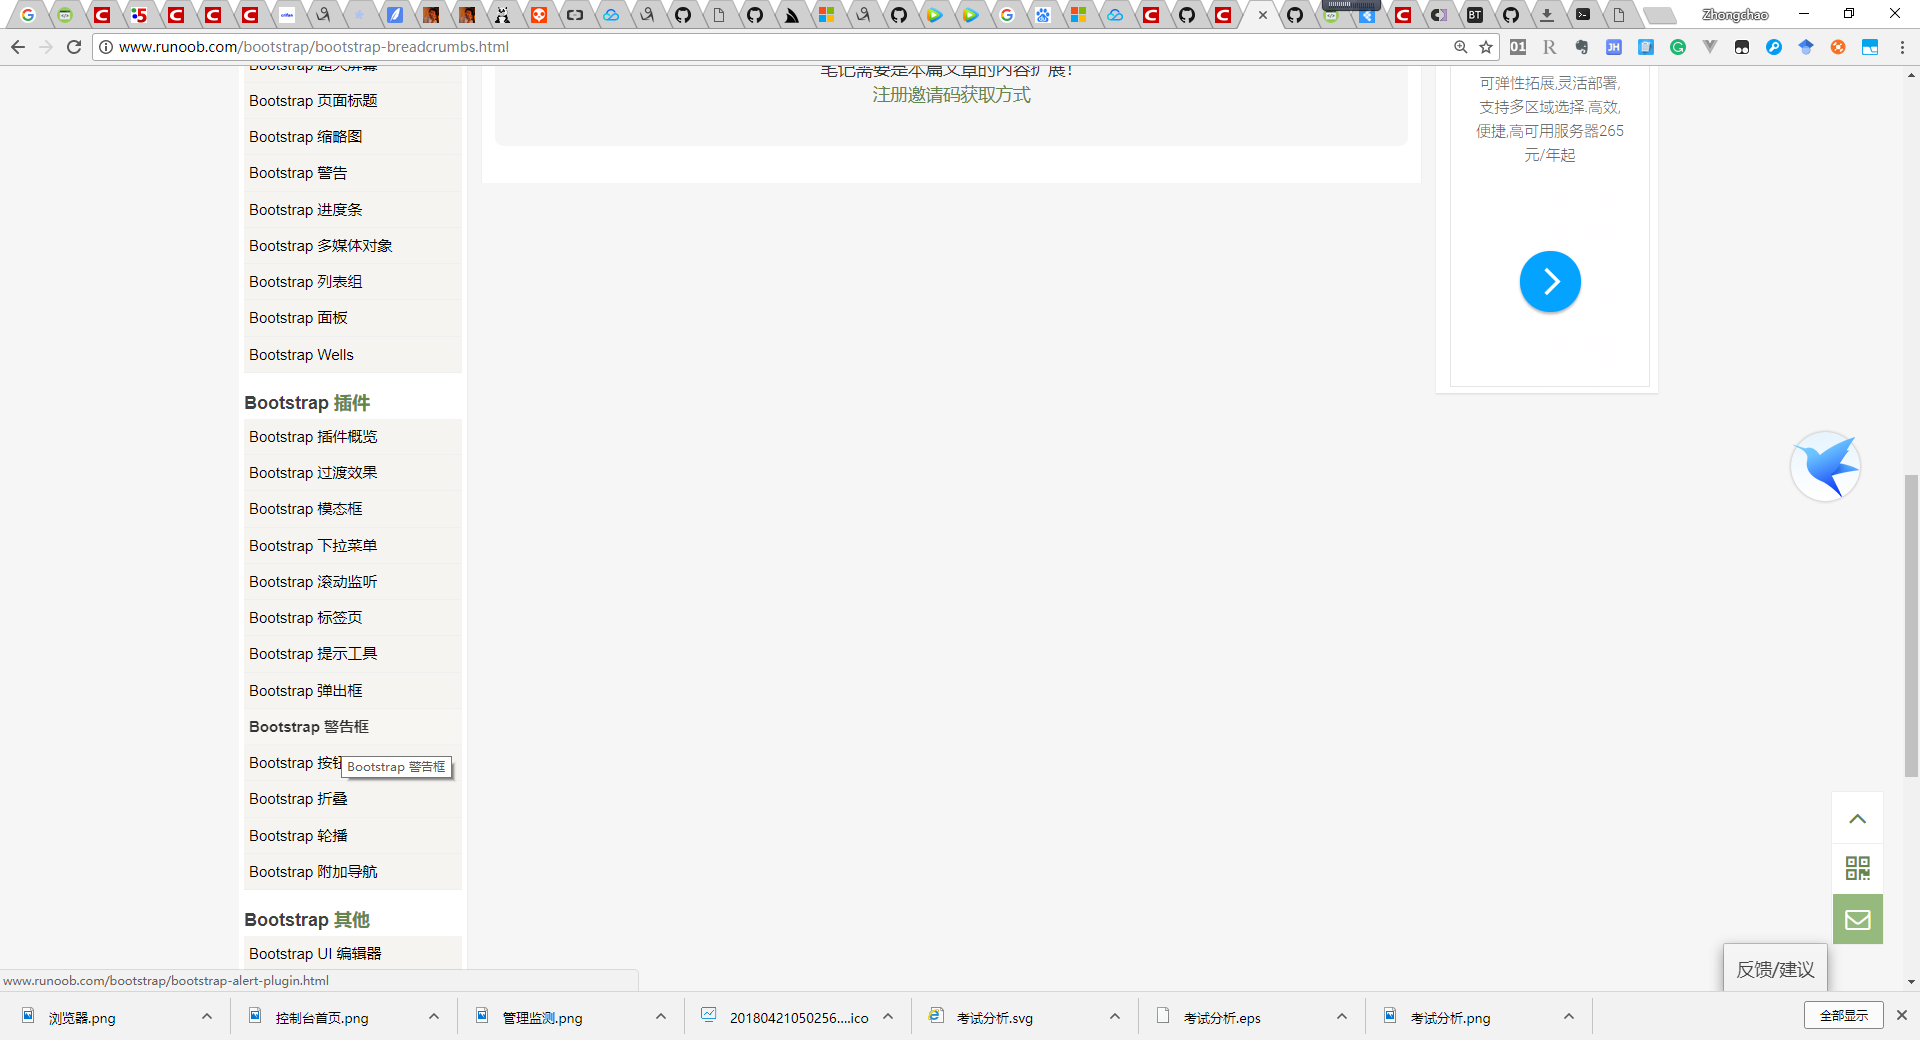 Zhongchao
www.runoob.com/bootstrap/bootstrap-breadcrumbs.html
Bootstrap 超大屏幕
Bootstrap 页面标题
Bootstrap 缩略图
Bootstrap 警告
Bootstrap 进度条
Bootstrap 多媒体对象
Bootstrap 列表组
Bootstrap 面板
Bootstrap Wells
Bootstrap 插件
Bootstrap 插件概览
Bootstrap 过渡效果
Bootstrap 模态框
Bootstrap 下拉菜单
Bootstrap 滚动监听
Bootstrap 标签页
Bootstrap 提示工具
Bootstrap 弹出框
Bootstrap 警告框
Bootstrap 按钮
Bootstrap 警告框
Bootstrap 折叠
Bootstrap 轮播
Bootstrap 附加导航
Bootstrap 其他
Bootstrap UI 编辑器
笔记需要是本篇文章的内容扩展!
注册邀请码获取方式
可弹性拓展,灵活部署,
支持多区域选择.高效,
便捷,高可用服务器265
元/年起
反馈/建议
www.runoob.com/bootstrap/bootstrap-alert-plugin.html
浏览器.png
控制台首页.png
管理监测.png
20180421050256....ico
考试分析.svg
考试分析.eps
考试分析.png
全部显示